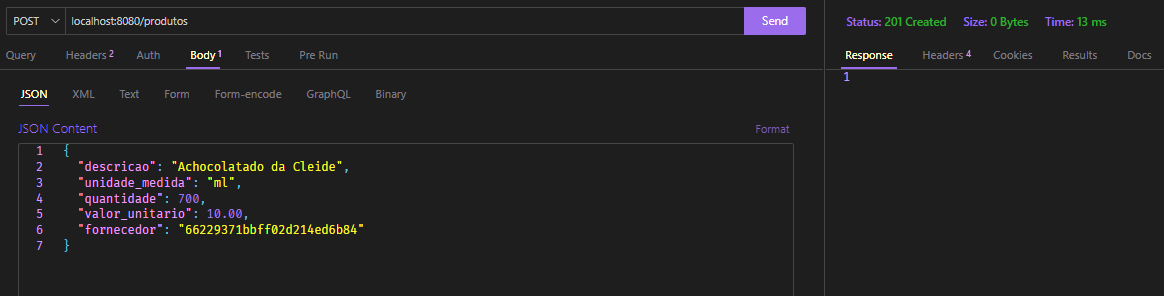 POST localhost:8080/produtos Send
Status: 201 Created Size: 0 Bytes Time: 13 ms
Query Headers 2 Auth Body 1 Tests Pre Run
Response Headers 4 Cookies Results Docs
1
JSON XML Text Form Form-encode GraphQL Binary
JSON Content Format
1 {
2 "descricao": "Achocolatado da Cleide",
3 "unidade_medida": "ml",
4 "quantidade": 700,
5 "valor_unitario": 10.00,
6 "fornecedor": "66229371bbff02d214ed6b84"
7 }